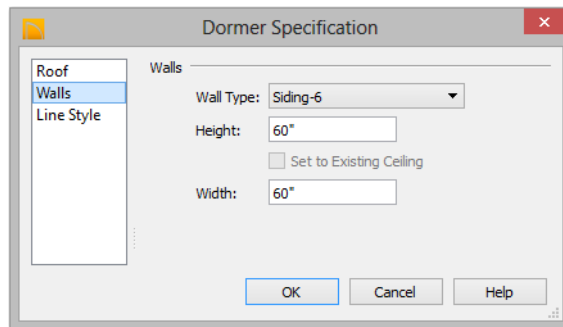 Dormer Specification
Roof
Walls
Line Style
Walls
Wall Type: Siding-6
Height: 60"
Set to Existing Ceiling
Width: 60"
OK Cancel Help